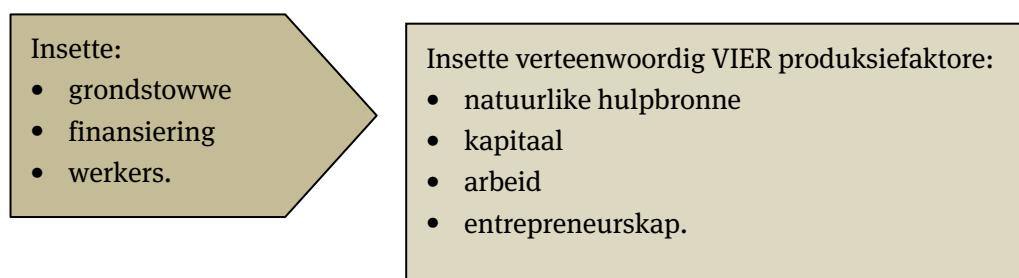 Insette:
• grondstowwe
• finansiering
• werkers.
Insette verteenwoordig VIER produksiefaktore:
• natuurlike hulpbronne
• kapitaal
• arbeid
• entrepreneurskap.